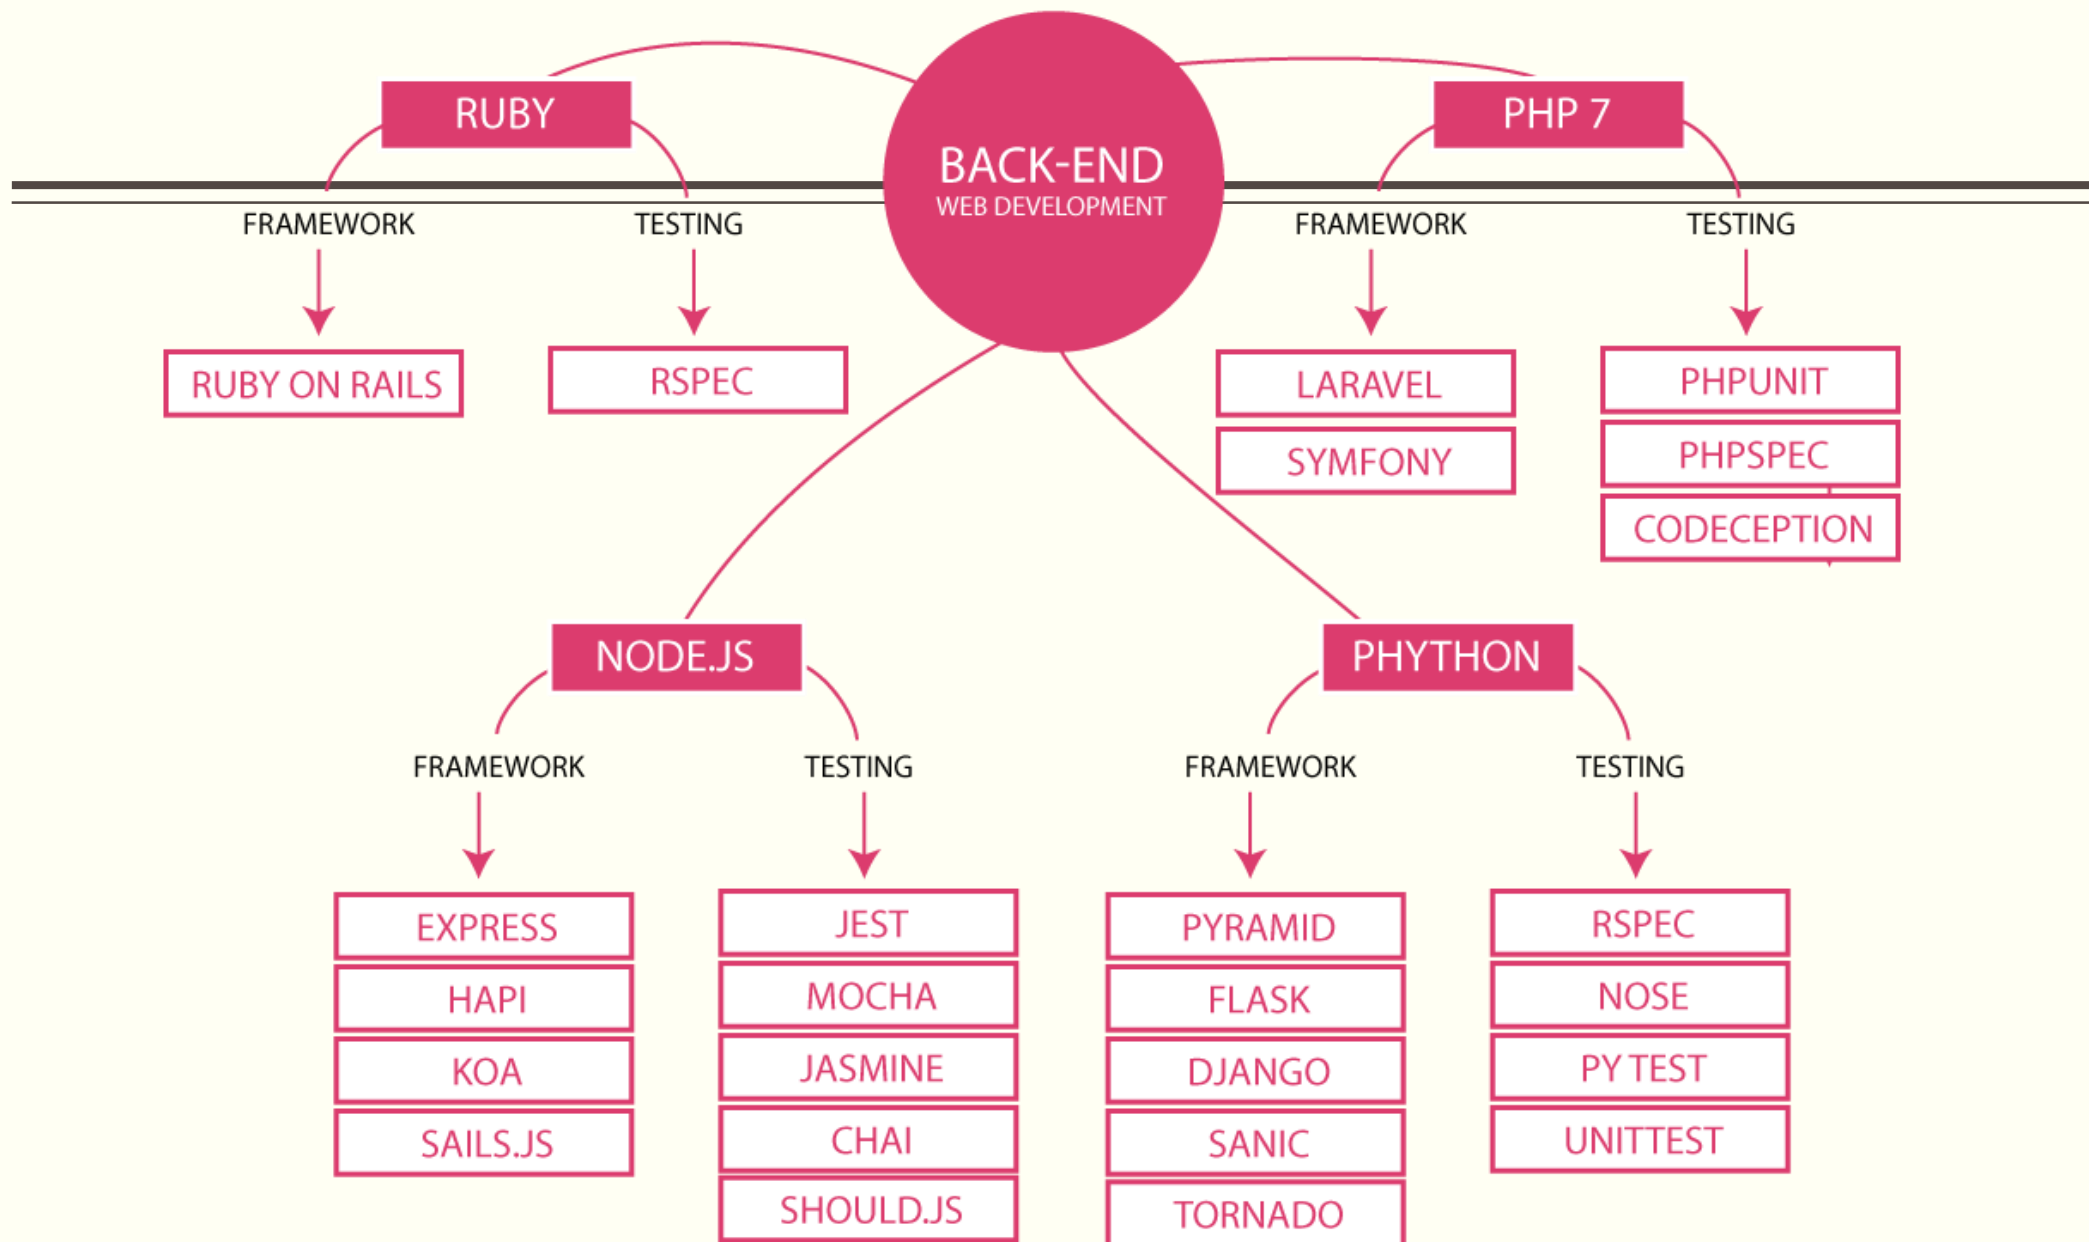 BACK-END
WEB DEVELOPMENT
RUBY
FRAMEWORK
RUBY ON RAILS
TESTING
RSPEC
PHP 7
FRAMEWORK
LARAVEL
SYMFONY
TESTING
PHPUNIT
PHPSPEC
CODECEPTION
NODE.JS
FRAMEWORK
EXPRESS
HAPI
KOA
SAILS.JS
TESTING
JEST
MOCHA
JASMINE
CHAI
SHOULD.JS
PHYTHON
FRAMEWORK
PYRAMID
FLASK
DJANGO
SANIC
TORNADO
TESTING
RSPEC
NOSE
PY TEST
UNITTEST